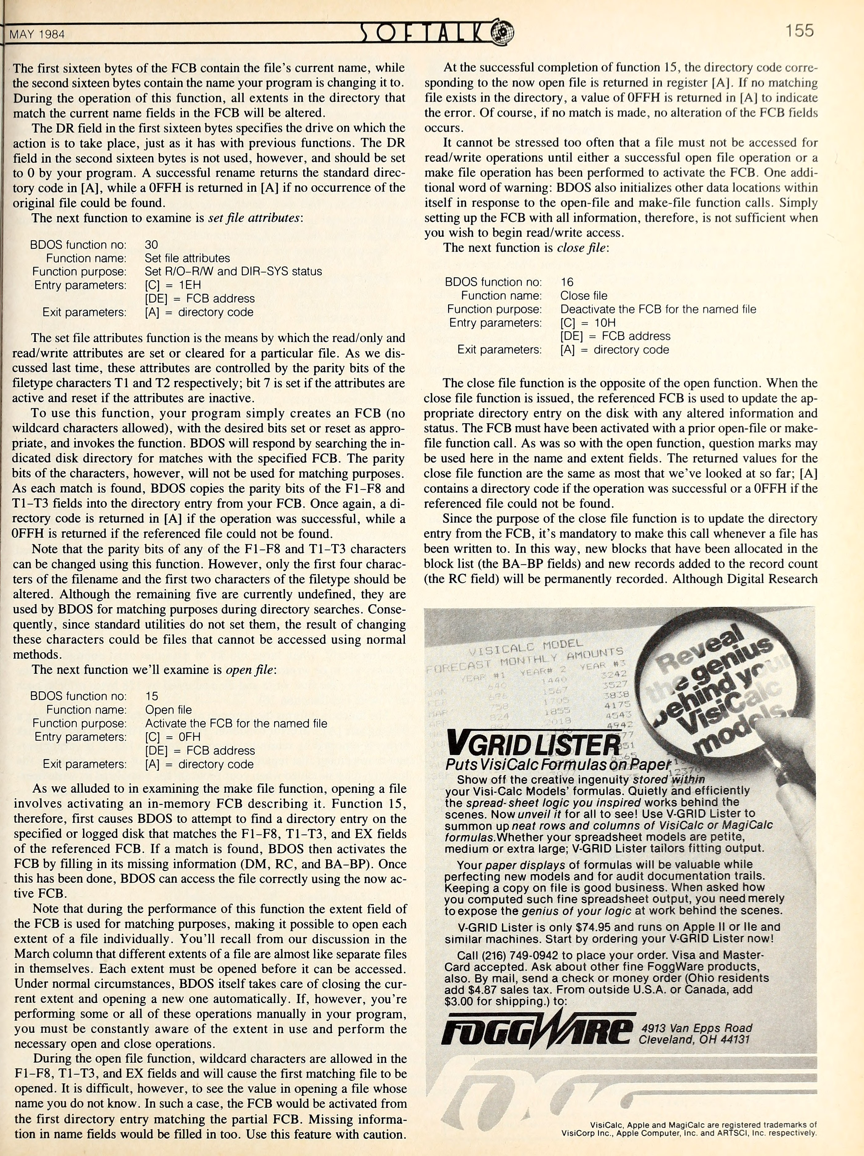 MAY 1984
SOFTALK
155
The first sixteen bytes of the FCB contain the file's current name, while
the second sixteen bytes contain the name your program is changing it to.
During the operation of this function, all extents in the directory that
match the current name fields in the FCB will be altered.
The DR field in the first sixteen bytes specifies the drive on which the
action is to take place, just as it has with previous functions. The DR
field in the second sixteen bytes is not used, however, and should be set
to 0 by your program. A successful rename returns the standard direc-
tory code in [A], while a 0FFH is returned in [A] if no occurrence of the
original file could be found.
The next function to examine is set file attributes:
BDOS function no: 30
Function name: Set file attributes
Function purpose: Set R/O–R/W and DIR–SYS status
Entry parameters: [C] = 1EH
[DE] = FCB address
Exit parameters: [A] = directory code
The set file attributes function is the means by which the read/only and
read/write attributes are set or cleared for a particular file. As we dis-
cussed last time, these attributes are controlled by the parity bits of the
filetype characters T1 and T2 respectively; bit 7 is set if the attributes are
active and reset if the attributes are inactive.
To use this function, your program simply creates an FCB (no
wildcard characters allowed), with the desired bits set or reset as appro-
priate, and invokes the function. BDOS will respond by searching the in-
dicated disk directory for matches with the specified FCB. The parity
bits of the characters, however, will not be used for matching purposes.
As each match is found, BDOS copies the parity bits of the F1–F8 and
T1–T3 fields into the directory entry from your FCB. Once again, a di-
rectory code is returned in [A] if the operation was successful, while a
0FFH is returned if the referenced file could not be found.
Note that the parity bits of any of the F1–F8 and T1–T3 characters
can be changed using this function. However, only the first four charac-
ters of the filename and the first two characters of the filetype should be
altered. Although the remaining five are currently undefined, they are
used by BDOS for matching purposes during directory searches. Conse-
quently, since standard utilities do not set them, the result of changing
these characters could be files that cannot be accessed using normal
methods.
The next function we'll examine is open file:
BDOS function no: 15
Function name: Open file
Function purpose: Activate the FCB for the named file
Entry parameters: [C] = 0FH
[DE] = FCB address
Exit parameters: [A] = directory code
As we alluded to in examining the make file function, opening a file
involves activating an in-memory FCB describing it. Function 15,
therefore, first causes BDOS to attempt to find a directory entry on the
specified or logged disk that matches the F1–F8, T1–T3, and EX fields
of the referenced FCB. If a match is found, BDOS then activates the
FCB by filling in its missing information (DM, RC, and BA–BP). Once
this has been done, BDOS can access the file correctly using the now ac-
tive FCB.
Note that during the performance of this function the extent field of
the FCB is used for matching purposes, making it possible to open each
extent of a file individually. You'll recall from our discussion in the
March column that different extents of a file are almost like separate files
in themselves. Each extent must be opened before it can be accessed.
Under normal circumstances, BDOS itself takes care of closing the cur-
rent extent and opening a new one automatically. If, however, you're
performing some or all of these operations manually in your program,
you must be constantly aware of the extent in use and perform the
necessary open and close operations.
During the open file function, wildcard characters are allowed in the
F1–F8, T1–T3, and EX fields and will cause the first matching file to be
opened. It is difficult, however, to see the value in opening a file whose
name you do not know. In such a case, the FCB would be activated from
the first directory entry matching the partial FCB. Missing informa-
tion in name fields would be filled in too. Use this feature with caution.
At the successful completion of function 15, the directory code corre-
sponding to the now open file is returned in register [A]. If no matching
file exists in the directory, a value of 0FFH is returned in [A] to indicate
the error. Of course, if no match is made, no alteration of the FCB fields
occurs.
It cannot be stressed too often that a file must not be accessed for
read/write operations until either a successful open file operation or a
make file operation has been performed to activate the FCB. One addi-
tional word of warning: BDOS also initializes other data locations within
itself in response to the open-file and make-file function calls. Simply
setting up the FCB with all information, therefore, is not sufficient when
you wish to begin read/write access.
The next function is close file:
BDOS function no: 16
Function name: Close file
Function purpose: Deactivate the FCB for the named file
Entry parameters: [C] = 10H
[DE] = FCB address
Exit parameters: [A] = directory code
The close file function is the opposite of the open function. When the
close file function is issued, the referenced FCB is used to update the ap-
propriate directory entry on the disk with any altered information and
status. The FCB must have been activated with a prior open-file or make-
file function call. As was so with the open function, question marks may
be used here in the name and extent fields. The returned values for the
close file function are the same as most that we've looked at so far; [A]
contains a directory code if the operation was successful or a 0FFH if the
referenced file could not be found.
Since the purpose of the close file function is to update the directory
entry from the FCB, it's mandatory to make this call whenever a file has
been written to. In this way, new blocks that have been allocated in the
block list (the BA–BP fields) and new records added to the record count
(the RC field) will be permanently recorded. Although Digital Research
VISICALC MODEL
FORECAST MONTHLY AMOUNTS
YEAR #1 YEAR# 2 YEAR #3
1440 3242
1567 3527
1705 3838
1855 4175
2018 4543
4942
Reveal
the genius
behind your
VisiCalc
models.
VGRID LISTER
Puts VisiCalc Formulas on Paper
Show off the creative ingenuity stored within
your Visi-Calc Models' formulas. Quietly and efficiently
the spread-sheet logic you inspired works behind the
scenes. Now unveil it for all to see! Use V-GRID Lister to
summon up neat rows and columns of VisiCalc or MagiCalc
formulas.Whether your spreadsheet models are petite,
medium or extra large; V-GRID Lister tailors fitting output.
Your paper displays of formulas will be valuable while
perfecting new models and for audit documentation trails.
Keeping a copy on file is good business. When asked how
you computed such fine spreadsheet output, you need merely
to expose the genius of your logic at work behind the scenes.
V-GRID Lister is only $74.95 and runs on Apple II or IIe and
similar machines. Start by ordering your V-GRID Lister now!
Call (216) 749-0942 to place your order. Visa and Master-
Card accepted. Ask about other fine FoggWare products,
also. By mail, send a check or money order (Ohio residents
add $4.87 sales tax. From outside U.S.A. or Canada, add
$3.00 for shipping.) to:
FOGGWARE
4913 Van Epps Road
Cleveland, OH 44131
VisiCalc, Apple and MagiCalc are registered trademarks of
VisiCorp Inc., Apple Computer, Inc. and ARTSCI, Inc. respectively.